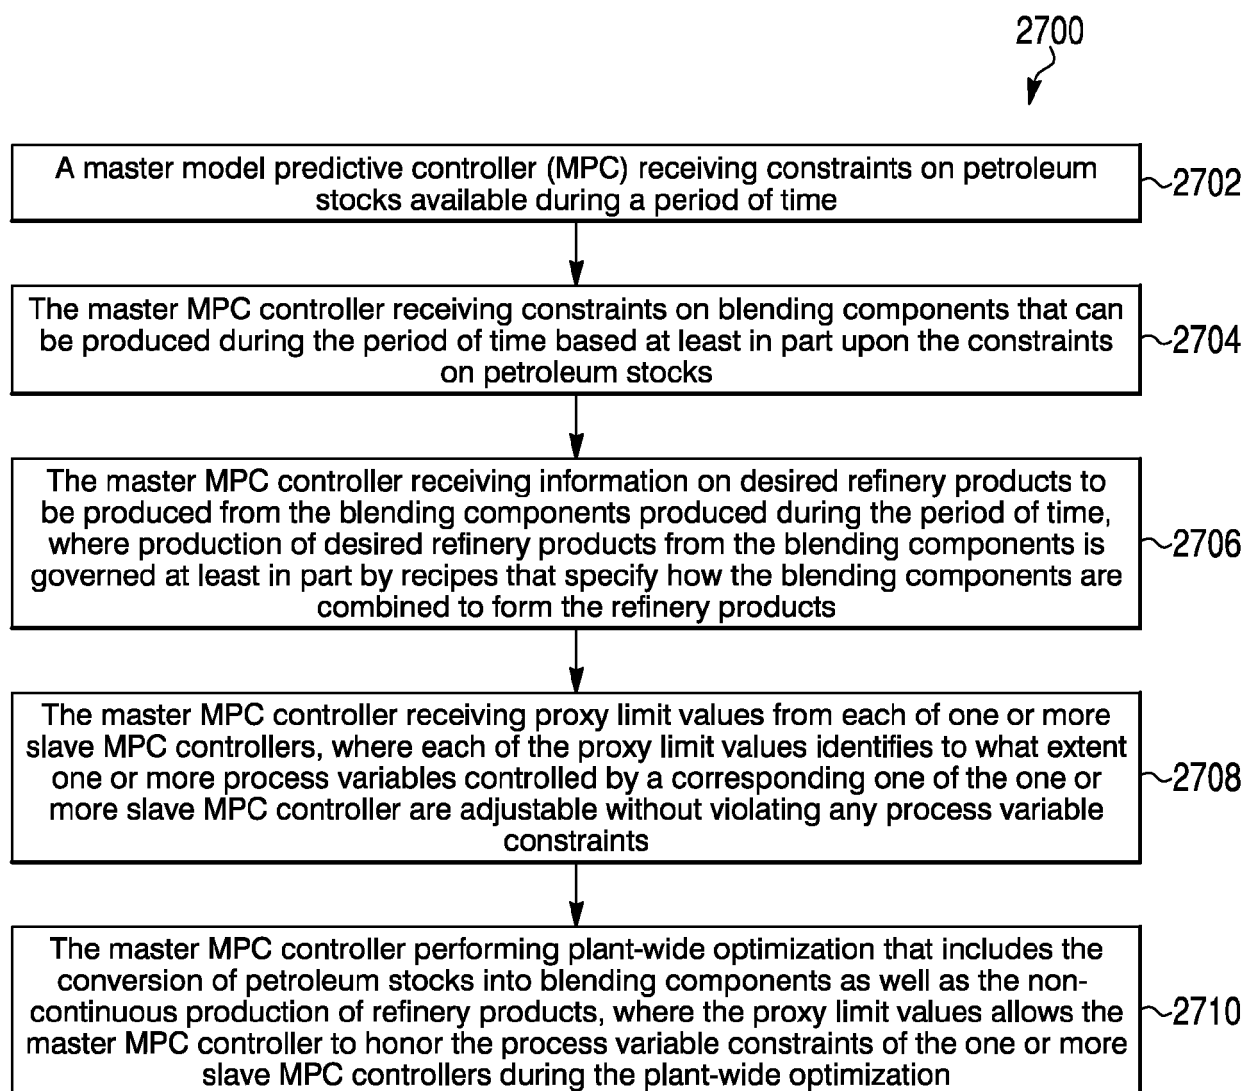 2700
A master model predictive controller (MPC) receiving constraints on petroleum
stocks available during a period of time
2702
The master MPC controller receiving constraints on blending components that can
be produced during the period of time based at least in part upon the constraints
on petroleum stocks
2704
The master MPC controller receiving information on desired refinery products to
be produced from the blending components produced during the period of time,
where production of desired refinery products from the blending components is
governed at least in part by recipes that specify how the blending components are
combined to form the refinery products
2706
The master MPC controller receiving proxy limit values from each of one or more
slave MPC controllers, where each of the proxy limit values identifies to what extent
one or more process variables controlled by a corresponding one of the one or
more slave MPC controller are adjustable without violating any process variable
constraints
2708
The master MPC controller performing plant-wide optimization that includes the
conversion of petroleum stocks into blending components as well as the non-
continuous production of refinery products, where the proxy limit values allows the
master MPC controller to honor the process variable constraints of the one or more
slave MPC controllers during the plant-wide optimization
2710